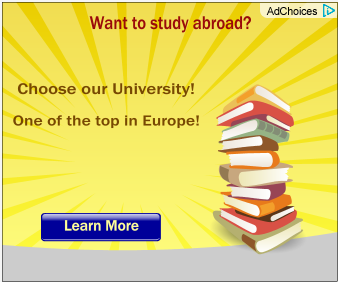 AdChoices
Want to study abroad?
Choose our University!
One of the top in Europe!
Learn More